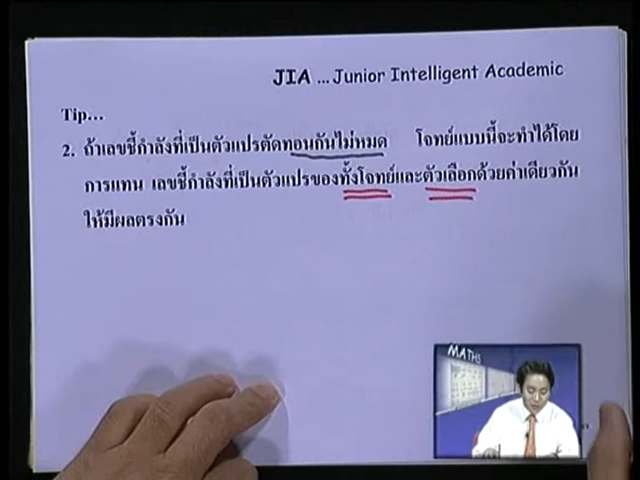 JIA ... Junior Intelligent Academic
Tip...
2. ถ้าเลขชี้กำลังที่เป็นตัวแปรตัดทอนกันไม่หมด โจทย์แบบนี้จะทำได้โดย
การแทน เลขชี้กำลังที่เป็นตัวแปรของทั้งโจทย์และตัวเลือกด้วยค่าเดียวกัน
ให้มีผลตรงกัน
MATHS